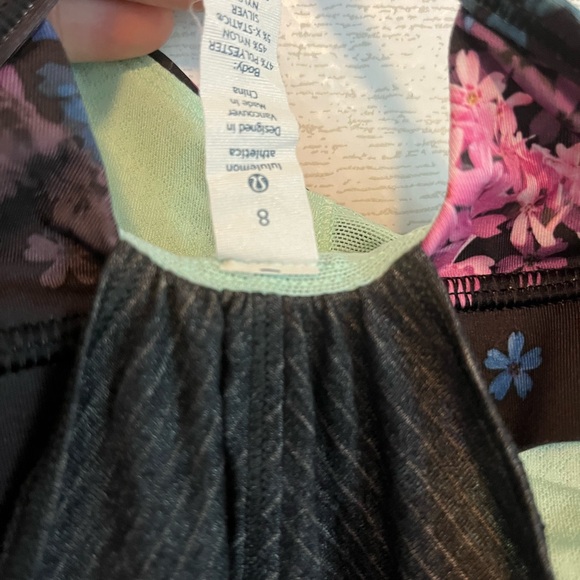 8
lululemon
athletica
Designed in
Vancouver
Made in
China
Body:
47% POLYESTER
45% NYLON
5% X-STATIC®
SILVER